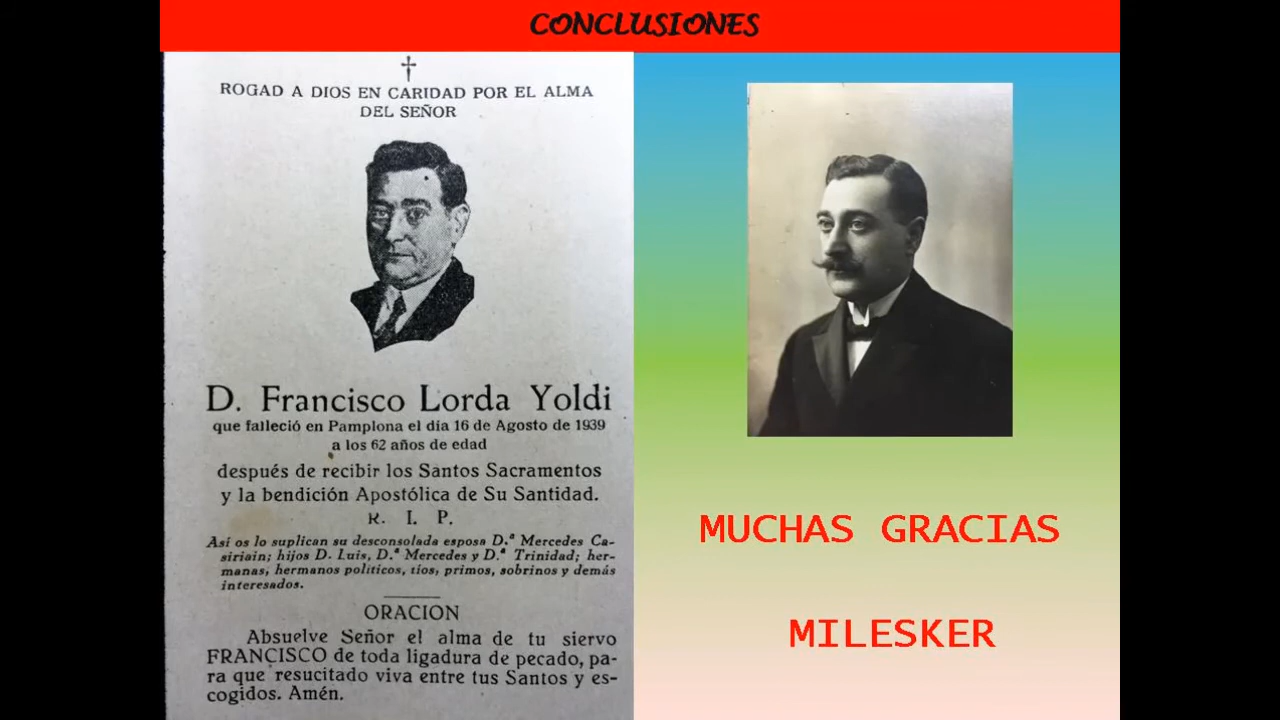 CONCLUSIONES
ROGAD A DIOS EN CARIDAD POR EL ALMA
DEL SEÑOR
D. Francisco Lorda Yoldi
que falleció en Pamplona el día 16 de Agosto de 1939
a los 62 años de edad
después de recibir los Santos Sacramentos
y la bendición Apostólica de Su Santidad.
R. I. P.
Así os lo suplican su desconsolada esposa D.ª Mercedes Ca-
siriain; hijos D. Luis, D.ª Mercedes y D.ª Trinidad; her-
manas, hermanos políticos, tíos, primos, sobrinos y demás
interesados.
ORACION
Absuelve Señor el alma de tu siervo
FRANCISCO de toda ligadura de pecado, pa-
ra que resucitado viva entre tus Santos y es-
cogidos. Amén.
MUCHAS GRACIAS
MILESKER